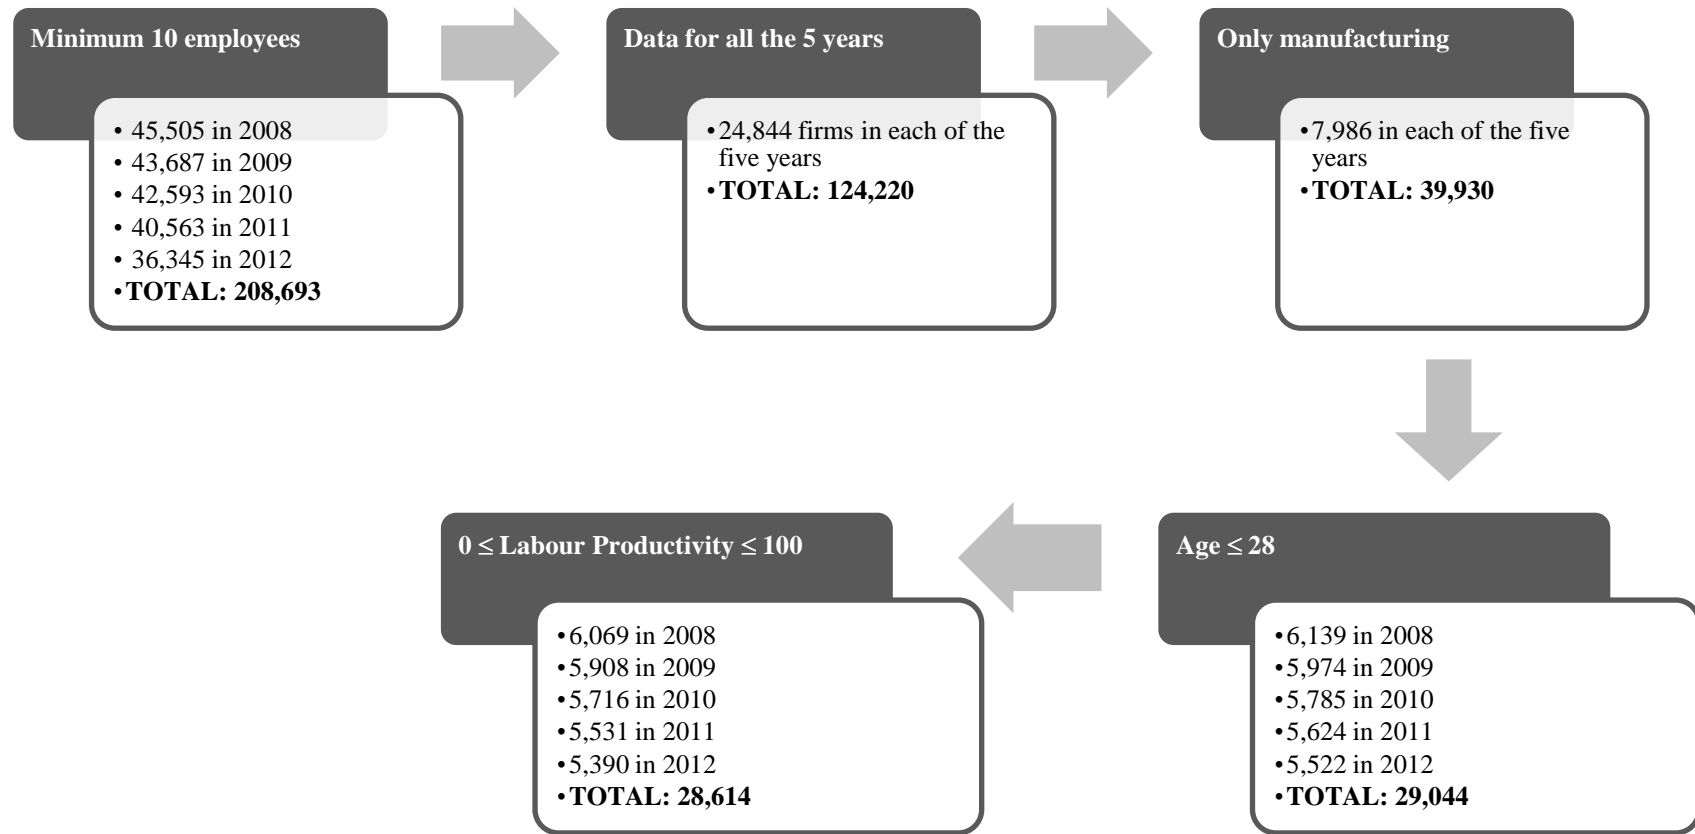 Minimum 10 employees
• 45,505 in 2008
• 43,687 in 2009
• 42,593 in 2010
• 40,563 in 2011
• 36,345 in 2012
•TOTAL: 208,693
Data for all the 5 years
•24,844 firms in each of the
five years
•TOTAL: 124,220
Only manufacturing
•7,986 in each of the five
years
•TOTAL: 39,930
Age ≤ 28
•6,139 in 2008
•5,974 in 2009
•5,785 in 2010
•5,624 in 2011
•5,522 in 2012
•TOTAL: 29,044
0 ≤ Labour Productivity ≤ 100
•6,069 in 2008
•5,908 in 2009
•5,716 in 2010
•5,531 in 2011
•5,390 in 2012
•TOTAL: 28,614